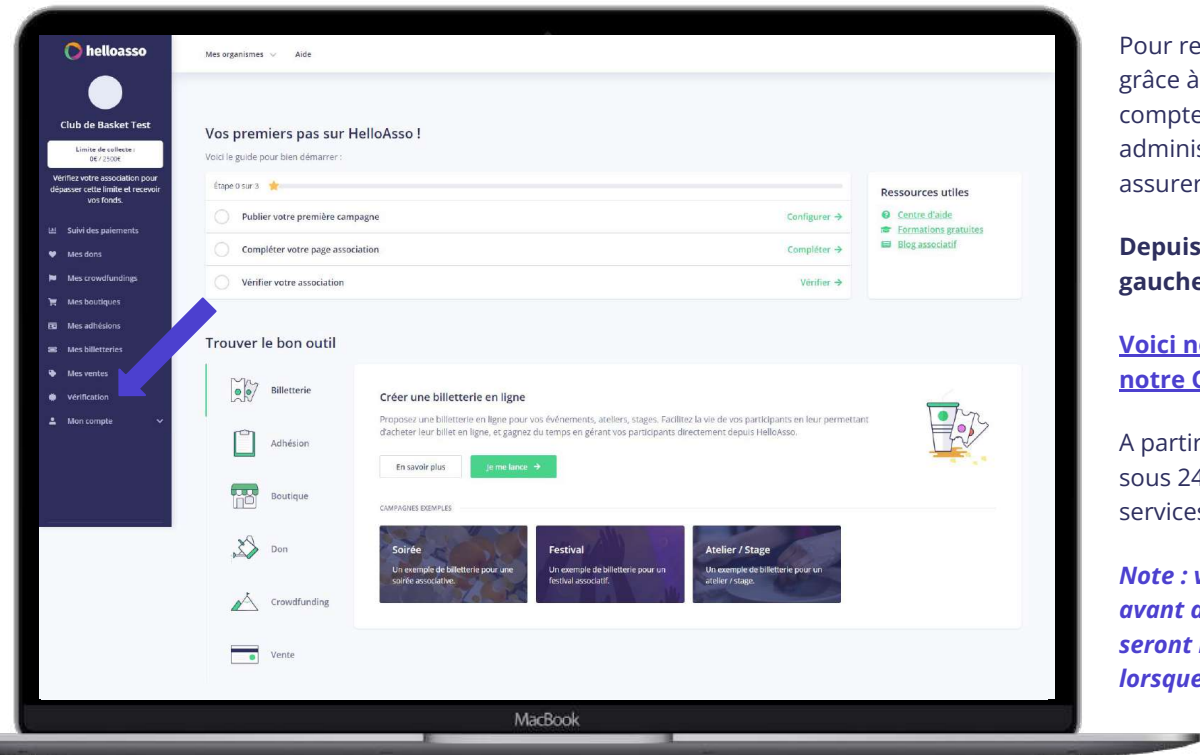 helloasso
Mes organismes
Aide
Club de Basket Test
Limite de collecte :
0€ / 2500€
Vérifiez votre association pour
dépasser cette limite et recevoir
vos fonds.
Suivi des paiements
Mes dons
Mes crowdfundings
Mes boutiques
Mes adhésions
Mes billetteries
Mes ventes
Vérification
Mon compte
Vos premiers pas sur HelloAsso !
Voici le guide pour bien démarrer :
Étape 0 sur 3
Publier votre première campagne
Configurer →
Compléter votre page association
Compléter →
Vérifier votre association
Vérifier →
Ressources utiles
Centre d'aide
Formations gratuites
Blog associatif
Trouver le bon outil
Billetterie
Adhésion
Boutique
Don
Crowdfunding
Vente
Créer une billetterie en ligne
Proposez une billetterie en ligne pour vos événements, ateliers, stages. Facilitez la vie de vos participants en leur permettant
d'acheter leur billet en ligne, et gagnez du temps en gérant vos participants directement depuis HelloAsso.
En savoir plus
Je me lance →
CAMPAGNES EXEMPLES
Soirée
Un exemple de billetterie pour une
soirée associative.
Festival
Un exemple de billetterie pour un
festival associatif.
Atelier / Stage
Un exemple de billetterie pour un
atelier / stage.
MacBook
Pour re
grâce à
compte
adminis
assurer
Depuis
gauche
Voici n
notre
A partir
sous 24
services
Note : v
avant
seront
lorsque